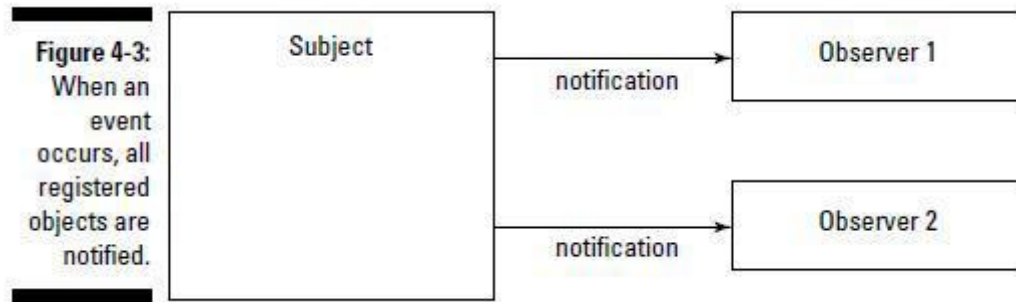 Figure 4-3:
When an
event
occurs, all
registered
objects are
notified.
Subject
notification
Observer 1
notification
Observer 2